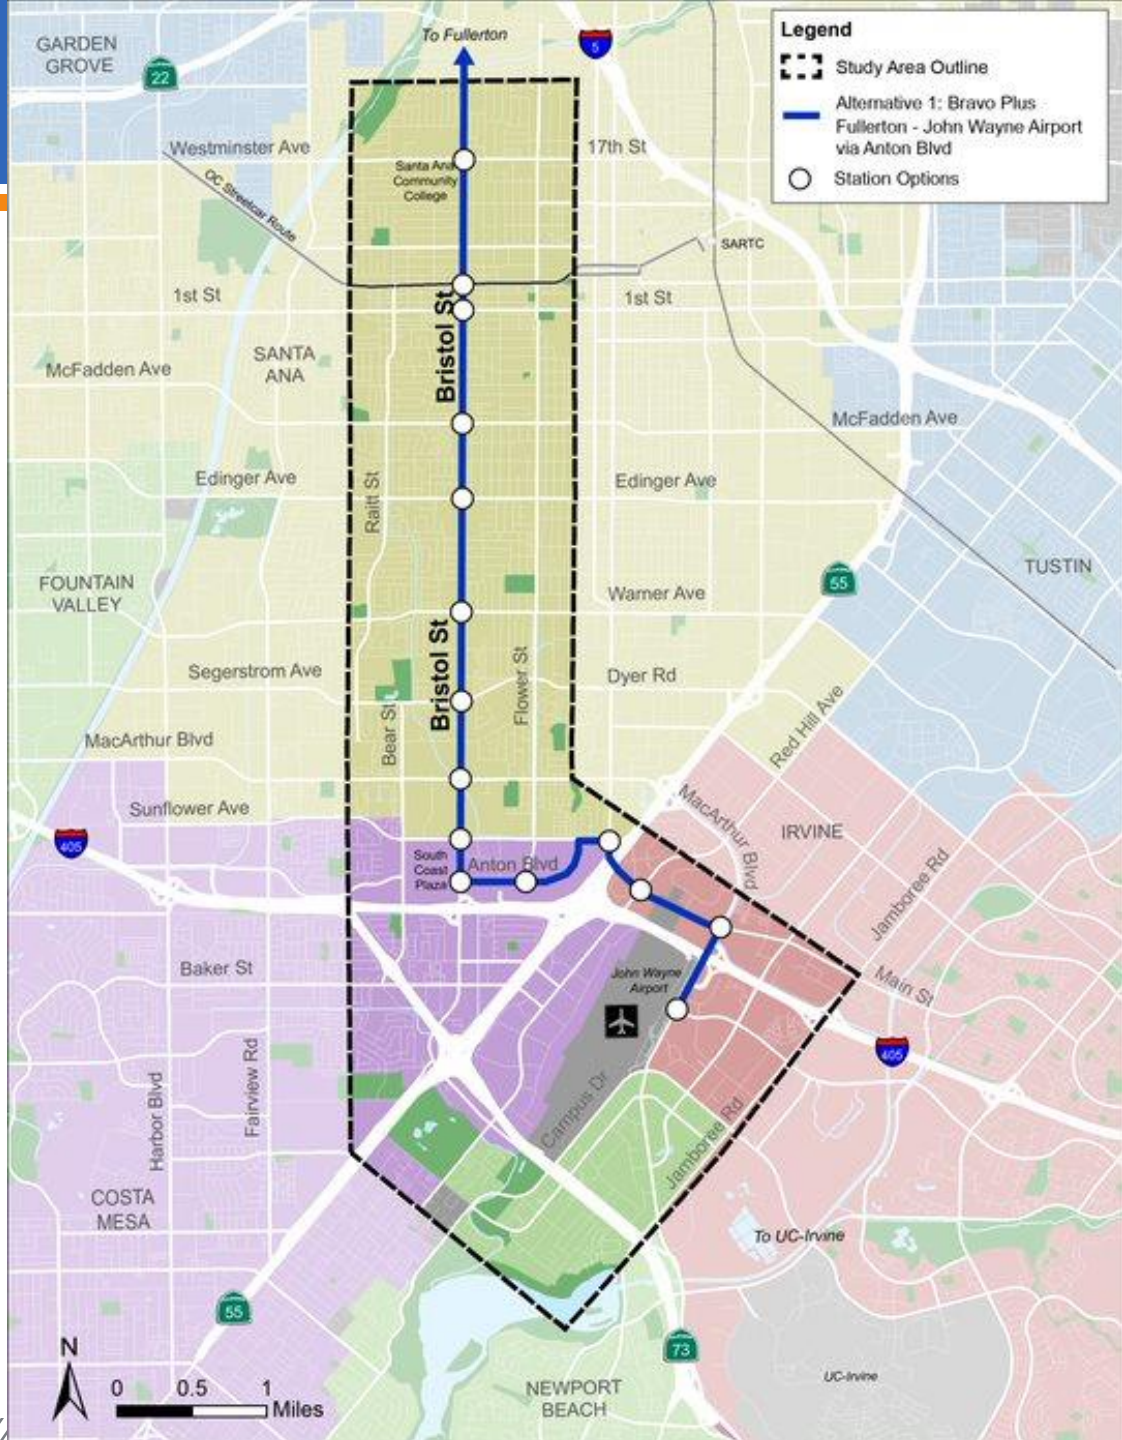 To Fullerton
GARDEN
GROVE
22
5
Legend
Study Area Outline
Alternative 1: Bravo Plus
Fullerton - John Wayne Airport
via Anton Blvd
Station Options
Westminster Ave
17th St
OC Streetcar Route
Santa Ana
Community
College
SARTC
1st St
1st St
Bristol St
SANTA
ANA
McFadden Ave
McFadden Ave
Edinger Ave
Edinger Ave
Raitt St
FOUNTAIN
VALLEY
Warner Ave
55
TUSTIN
Segerstrom Ave
Bristol St
Flower St
Dyer Rd
Bear St
Red Hill Ave
MacArthur Blvd
MacArthur Blvd
Sunflower Ave
IRVINE
405
South
Coast
Plaza
Anton Blvd
Jamboree Rd
Baker St
John Wayne
Airport
Main St
405
Harbor Blvd
Fairview Rd
Campus Dr
Jamboree Rd
COSTA
MESA
To UC-Irvine
55
73
UC-Irvine
N
0 0.5 1
Miles
NEWPORT
BEACH